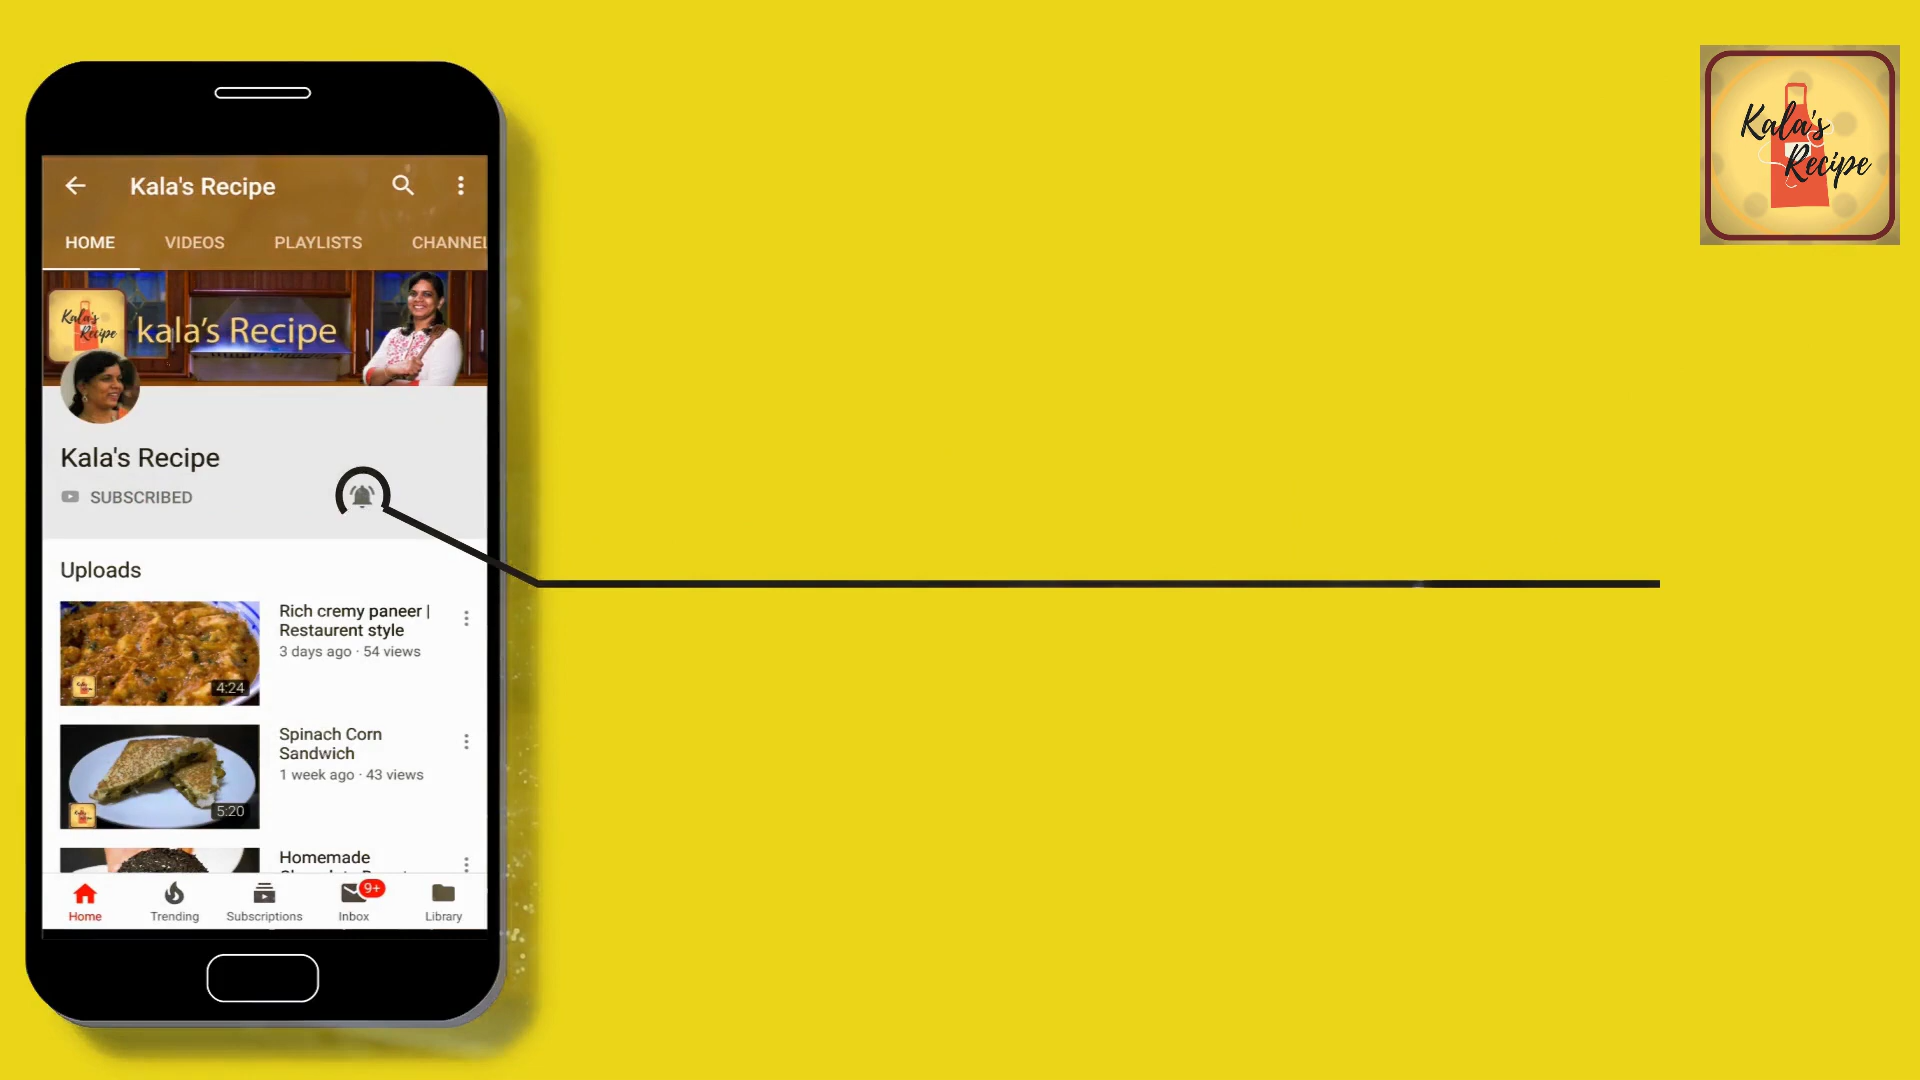 Kala's Recipe
HOME VIDEOS PLAYLISTS CHANNEL
Kala's
Recipe
kala's Recipe
Kala's Recipe
SUBSCRIBED
Uploads
Rich cremy paneer |
Restaurent style
3 days ago · 54 views
4:24
Spinach Corn
Sandwich
1 week ago · 43 views
5:20
Homemade
9+
Home Trending Subscriptions Inbox Library
Kala's
Recipe